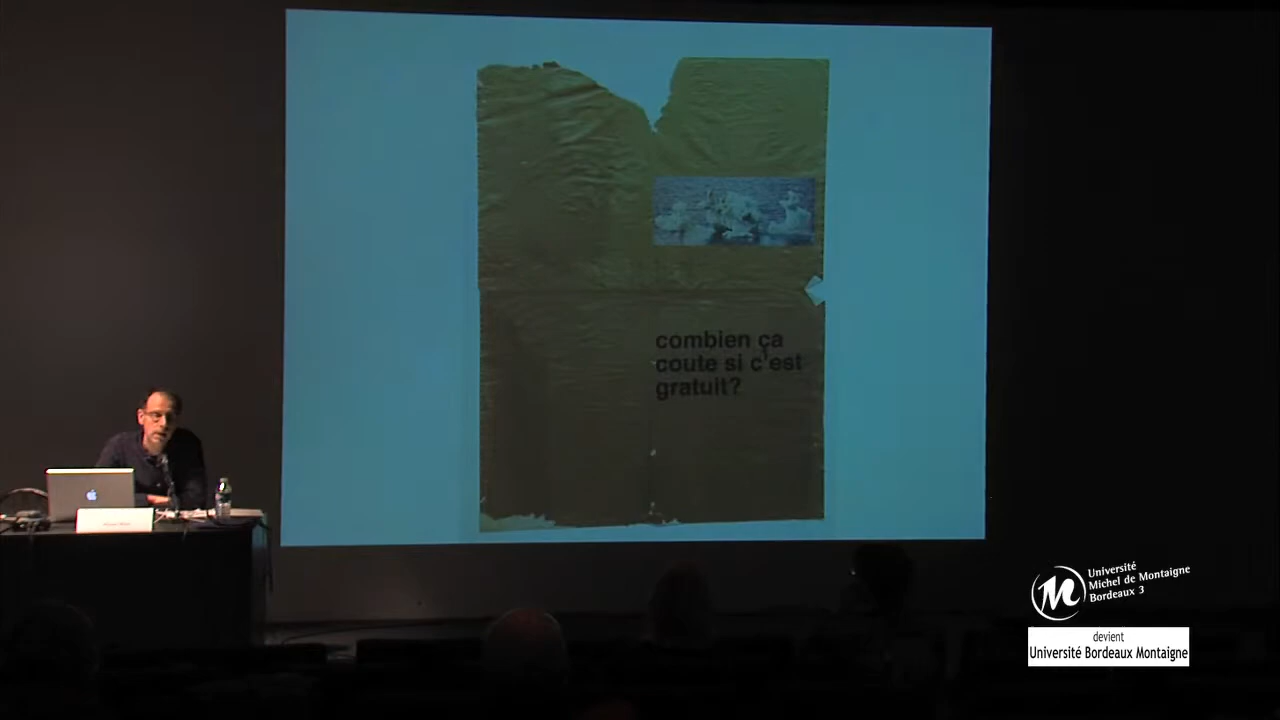 combien ça
coute si c'est
gratuit?
Université
Michel de Montaigne
Bordeaux 3
devient
Université Bordeaux Montaigne